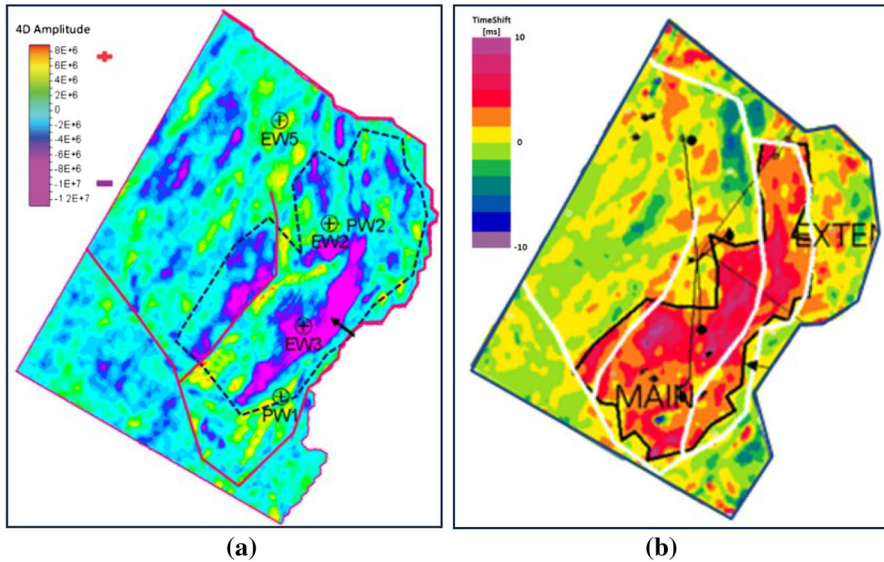 4D Amplitude
8E+6
6E+6
4E+6
2E+6
0
-2E+6
-4E+6
-6E+6
-8E+6
-1E+7
-1.2E+7
EW5
PW2
EW2
EW3
PW1
(a)
TimeShift
[ms]
10
0
-10
EXTEN
MAIN
(b)